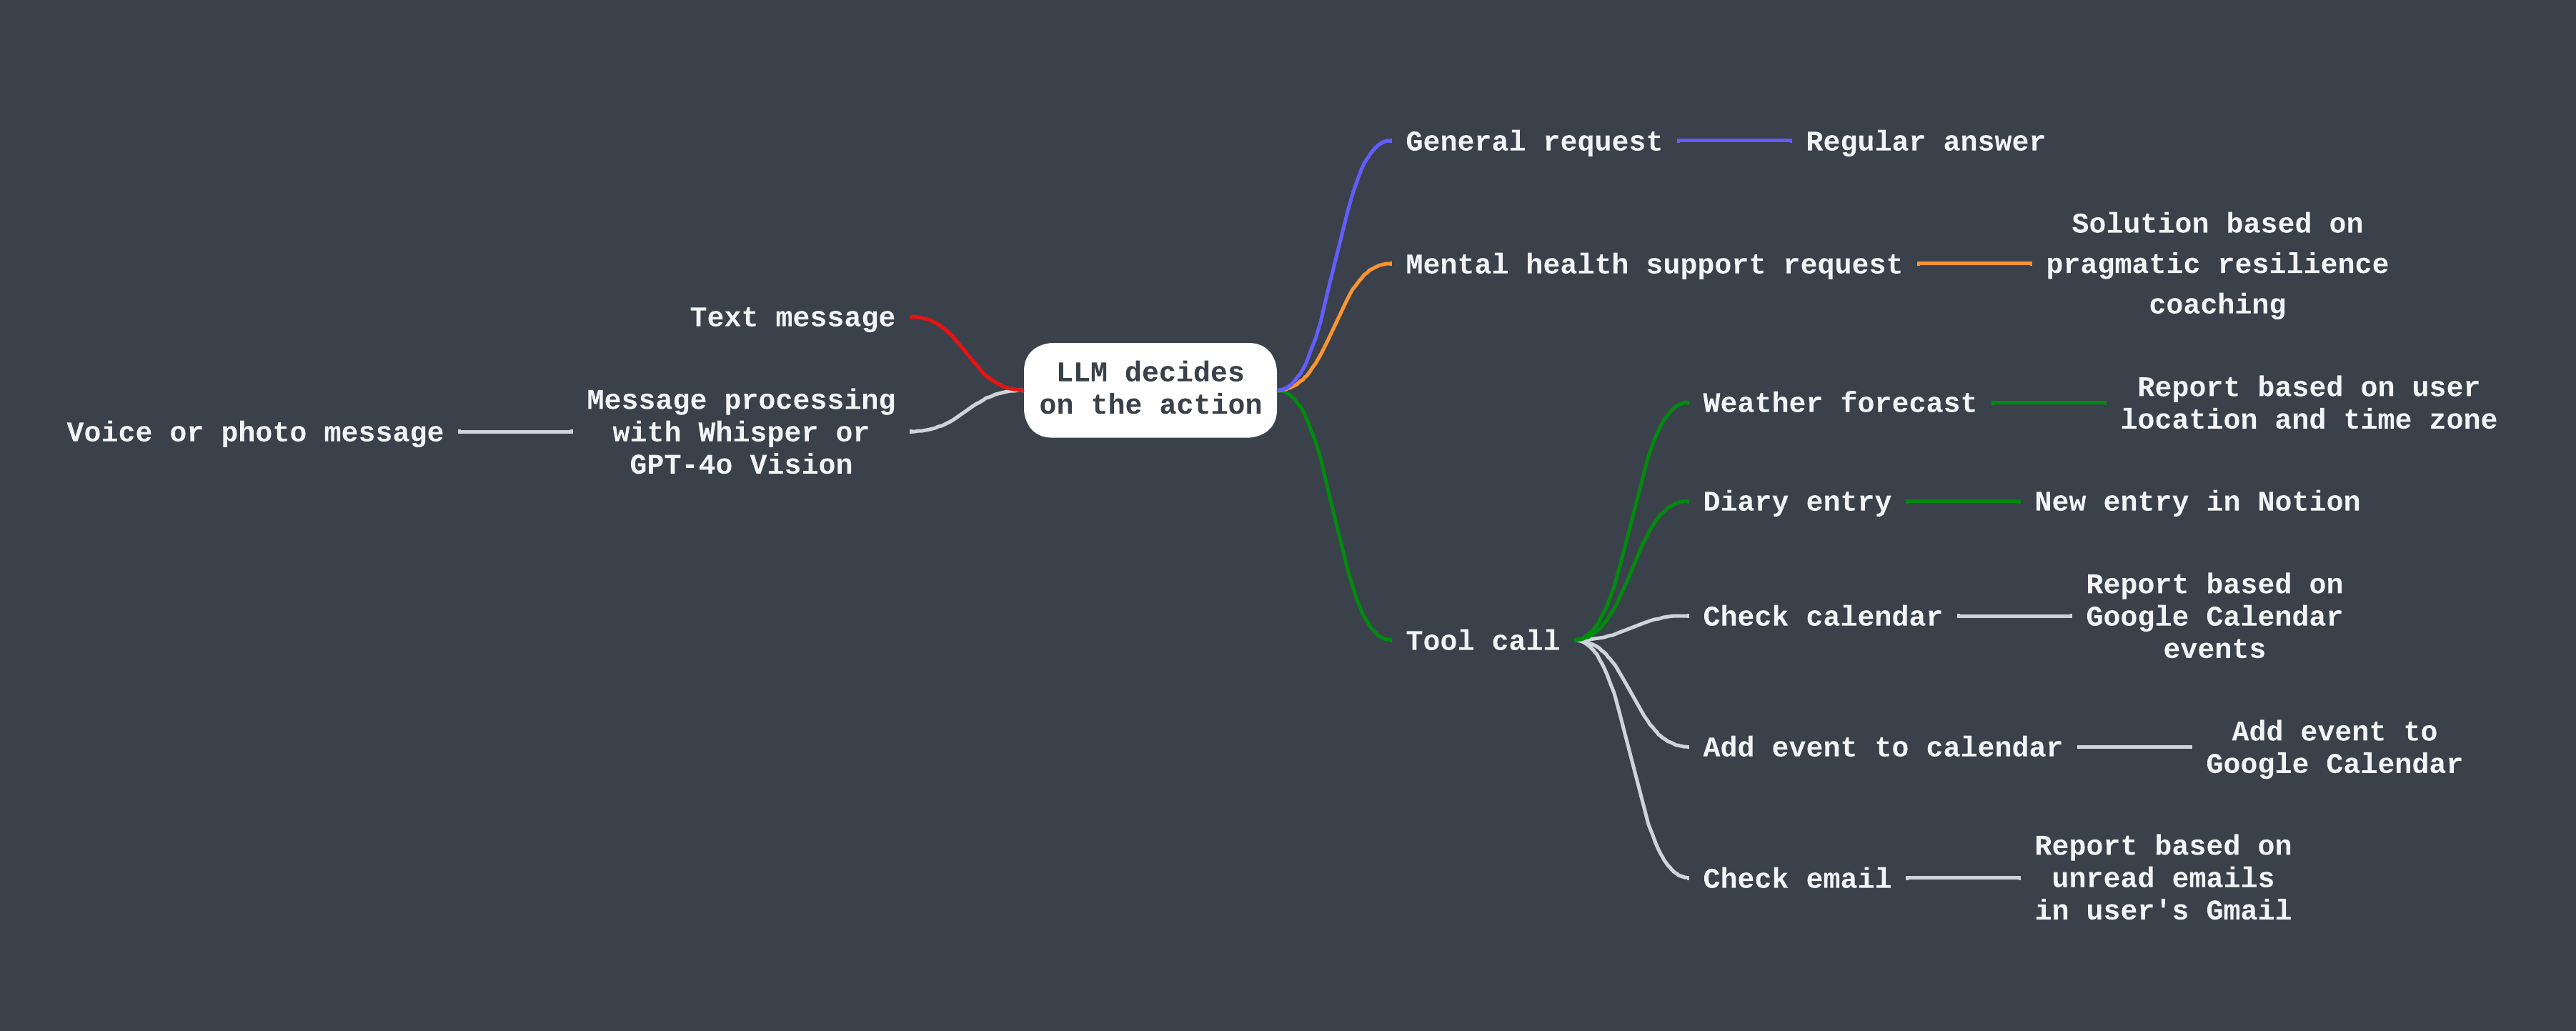 General request
Regular answer
Solution based on
pragmatic resilience
coaching
Mental health support request
Text message
LLM decides
on the action
Voice or photo message
Message processing
with Whisper or
GPT-4o Vision
Tool call
Weather forecast
Report based on user
location and time zone
Diary entry
New entry in Notion
Check calendar
Report based on
Google Calendar
events
Add event to calendar
Add event to
Google Calendar
Check email
Report based on
unread emails
in user's Gmail